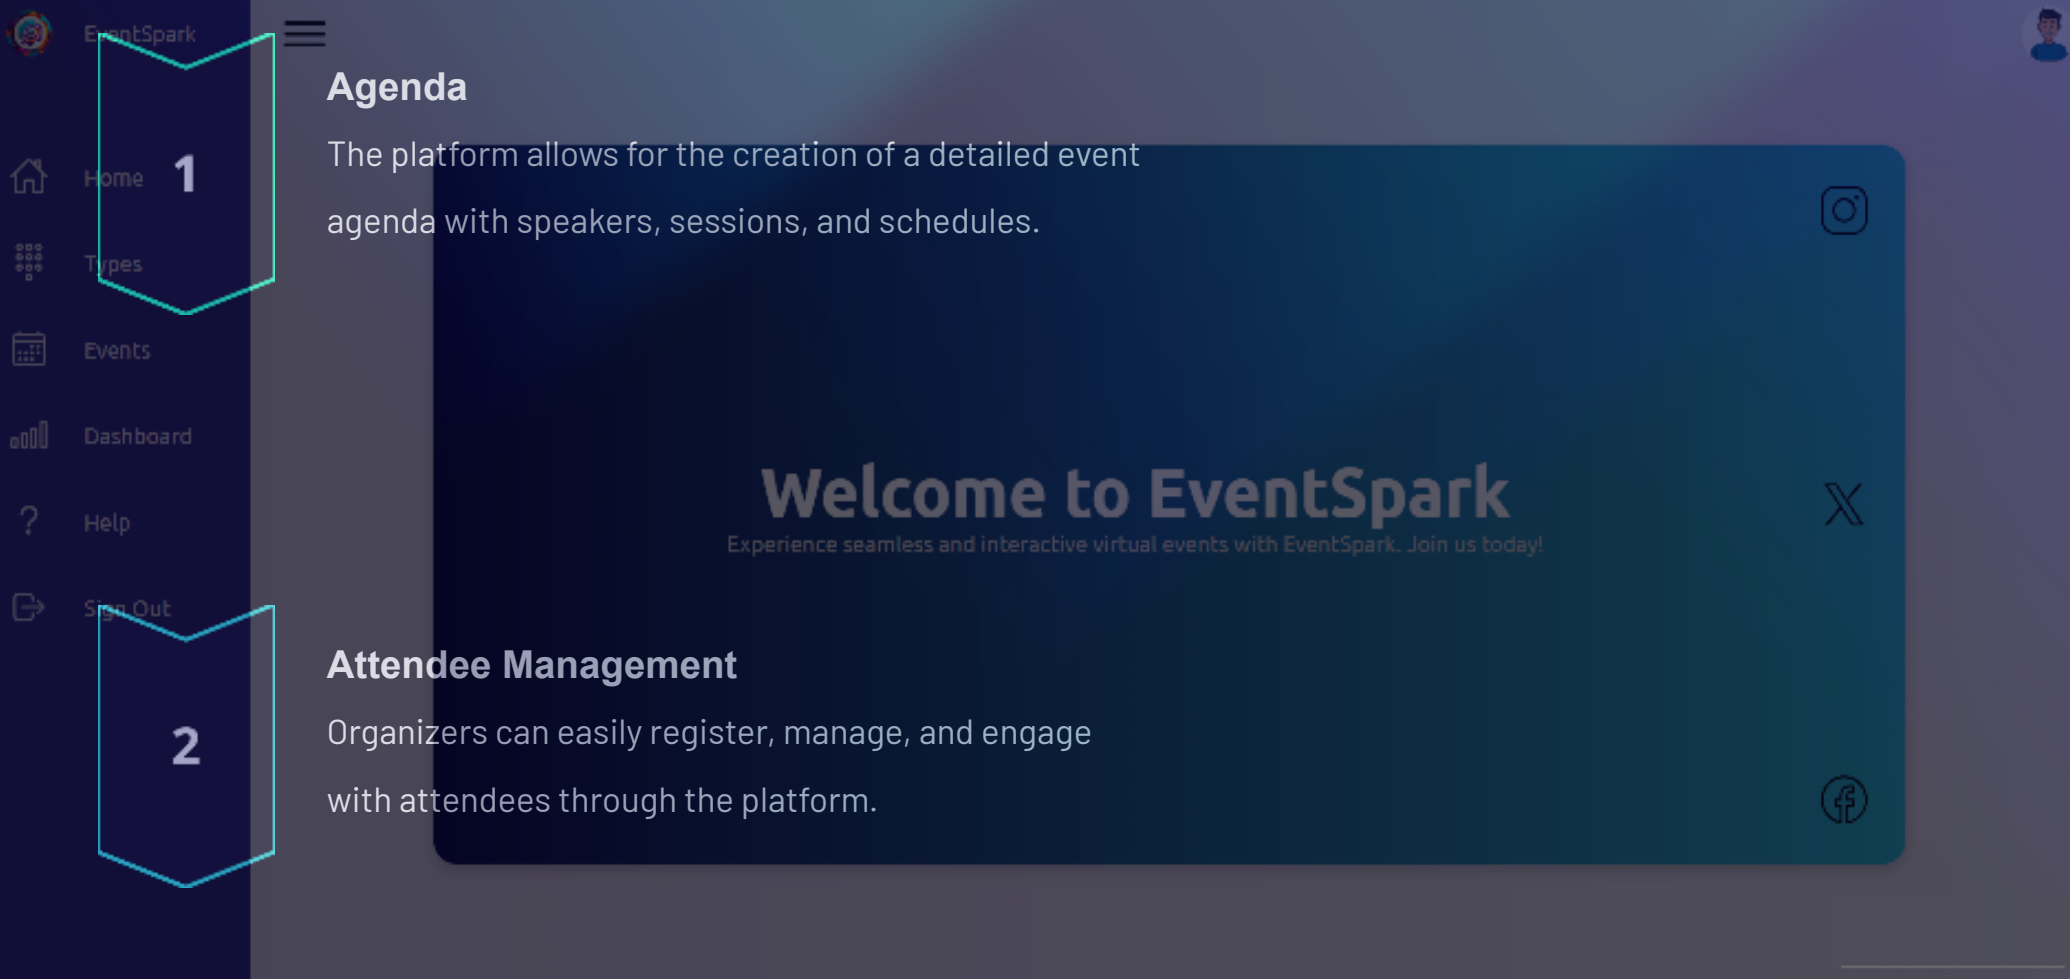 EventSpark
Agenda
The platform allows for the creation of a detailed event
agenda with speakers, sessions, and schedules.
1
Home
Types
Events
Dashboard
Help
Sign Out
Welcome to EventSpark
Experience seamless and interactive virtual events with EventSpark. Join us today!
2
Attendee Management
Organizers can easily register, manage, and engage
with attendees through the platform.